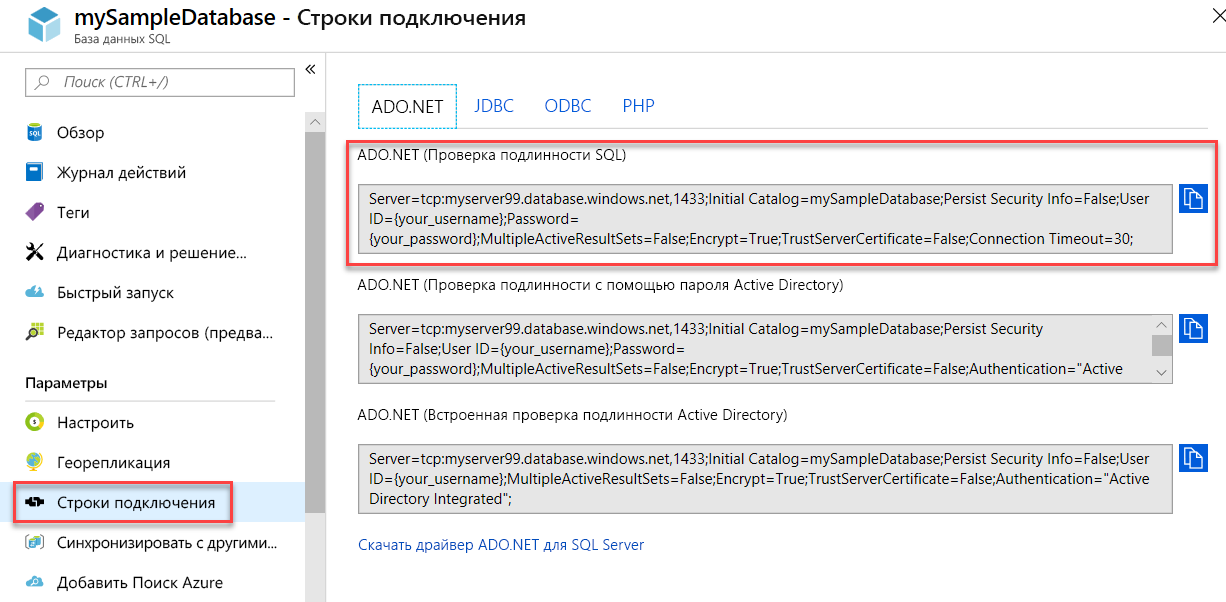 mySampleDatabase - Строки подключения
База данных SQL
Поиск (CTRL+/)
Обзор
Журнал действий
Теги
Диагностика и решение...
Быстрый запуск
Редактор запросов (предва...
Параметры
Настроить
Георепликация
Строки подключения
Синхронизировать с другими...
Добавить Поиск Azure
ADO.NET JDBC ODBC PHP
ADO.NET (Проверка подлинности SQL)
Server=tcp:myserver99.database.windows.net,1433;Initial Catalog=mySampleDatabase;Persist Security Info=False;User
ID={your_username};Password=
{your_password};MultipleActiveResultSets=False;Encrypt=True;TrustServerCertificate=False;Connection Timeout=30;
ADO.NET (Проверка подлинности с помощью пароля Active Directory)
Server=tcp:myserver99.database.windows.net,1433;Initial Catalog=mySampleDatabase;Persist Security
Info=False;User ID={your_username};Password=
{your_password};MultipleActiveResultSets=False;Encrypt=True;TrustServerCertificate=False;Authentication="Active
ADO.NET (Встроенная проверка подлинности Active Directory)
Server=tcp:myserver99.database.windows.net,1433;Initial Catalog=mySampleDatabase;Persist Security Info=False;User
ID={your_username};MultipleActiveResultSets=False;Encrypt=True;TrustServerCertificate=False;Authentication="Active
Directory Integrated";
Скачать драйвер ADO.NET для SQL Server